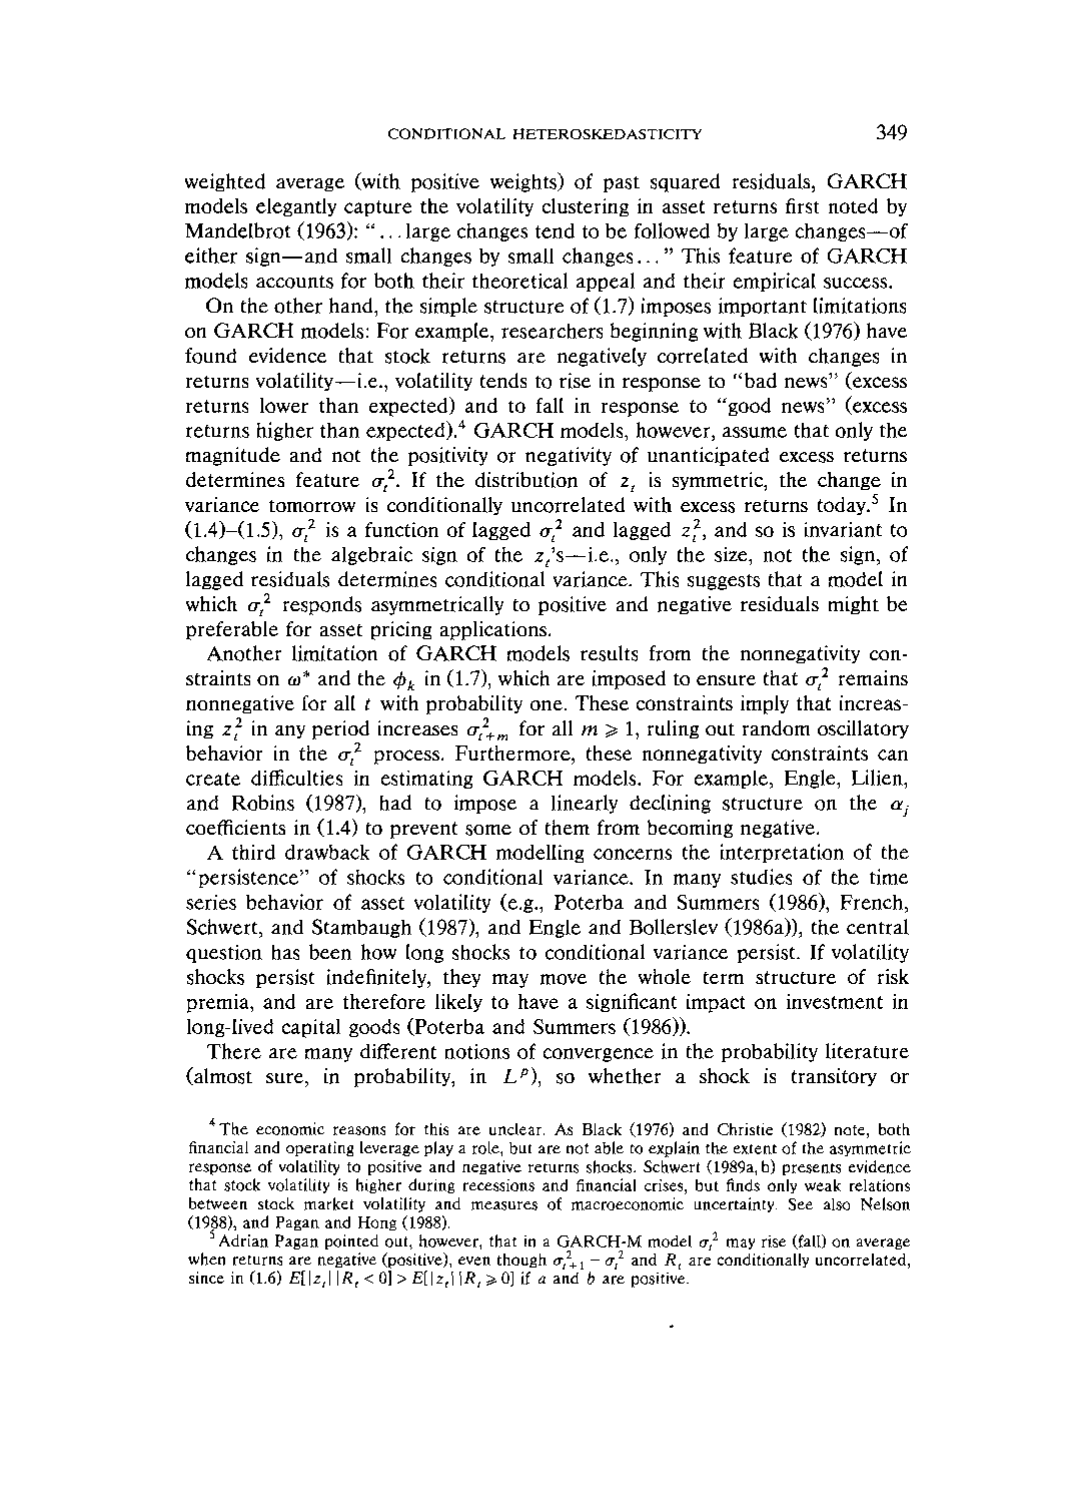 CONDITIONAL HETEROSKEDASTICITY 349
weighted average (with positive weights) of past squared residuals, GARCH
models elegantly capture the volatility clustering in asset returns first noted by
Mandelbrot (1963): “...large changes tend to be followed by large changes—of
either sign—and small changes by small changes...” This feature of GARCH
models accounts for both their theoretical appeal and their empirical success.
On the other hand, the simple structure of (1.7) imposes important limitations
on GARCH models: For example, researchers beginning with Black (1976) have
found evidence that stock returns are negatively correlated with changes in
returns volatility—i.e., volatility tends to rise in response to “bad news” (excess
returns lower than expected) and to fall in response to “good news” (excess
returns higher than expected).⁴ GARCH models, however, assume that only the
magnitude and not the positivity or negativity of unanticipated excess returns
determines feature σₜ². If the distribution of zₜ is symmetric, the change in
variance tomorrow is conditionally uncorrelated with excess returns today.⁵ In
(1.4)–(1.5), σₜ² is a function of lagged σₜ² and lagged zₜ², and so is invariant to
changes in the algebraic sign of the zₜ’s—i.e., only the size, not the sign, of
lagged residuals determines conditional variance. This suggests that a model in
which σₜ² responds asymmetrically to positive and negative residuals might be
preferable for asset pricing applications.
Another limitation of GARCH models results from the nonnegativity con-
straints on ω* and the φₖ in (1.7), which are imposed to ensure that σₜ² remains
nonnegative for all t with probability one. These constraints imply that increas-
ing zₜ² in any period increases σ²ₜ₊ₘ for all m ⩾ 1, ruling out random oscillatory
behavior in the σₜ² process. Furthermore, these nonnegativity constraints can
create difficulties in estimating GARCH models. For example, Engle, Lilien,
and Robins (1987), had to impose a linearly declining structure on the αⱼ
coefficients in (1.4) to prevent some of them from becoming negative.
A third drawback of GARCH modelling concerns the interpretation of the
“persistence” of shocks to conditional variance. In many studies of the time
series behavior of asset volatility (e.g., Poterba and Summers (1986), French,
Schwert, and Stambaugh (1987), and Engle and Bollerslev (1986a)), the central
question has been how long shocks to conditional variance persist. If volatility
shocks persist indefinitely, they may move the whole term structure of risk
premia, and are therefore likely to have a significant impact on investment in
long-lived capital goods (Poterba and Summers (1986)).
There are many different notions of convergence in the probability literature
(almost sure, in probability, in Lᵖ), so whether a shock is transitory or
⁴ The economic reasons for this are unclear. As Black (1976) and Christie (1982) note, both
financial and operating leverage play a role, but are not able to explain the extent of the asymmetric
response of volatility to positive and negative returns shocks. Schwert (1989a, b) presents evidence
that stock volatility is higher during recessions and financial crises, but finds only weak relations
between stock market volatility and measures of macroeconomic uncertainty. See also Nelson
(1988), and Pagan and Hong (1988).
⁵ Adrian Pagan pointed out, however, that in a GARCH-M model σₜ² may rise (fall) on average
when returns are negative (positive), even though σ²ₜ₊₁ − σₜ² and Rₜ are conditionally uncorrelated,
since in (1.6) E[|zₜ| |Rₜ < 0] > E[|zₜ| |Rₜ ⩾ 0] if a and b are positive.